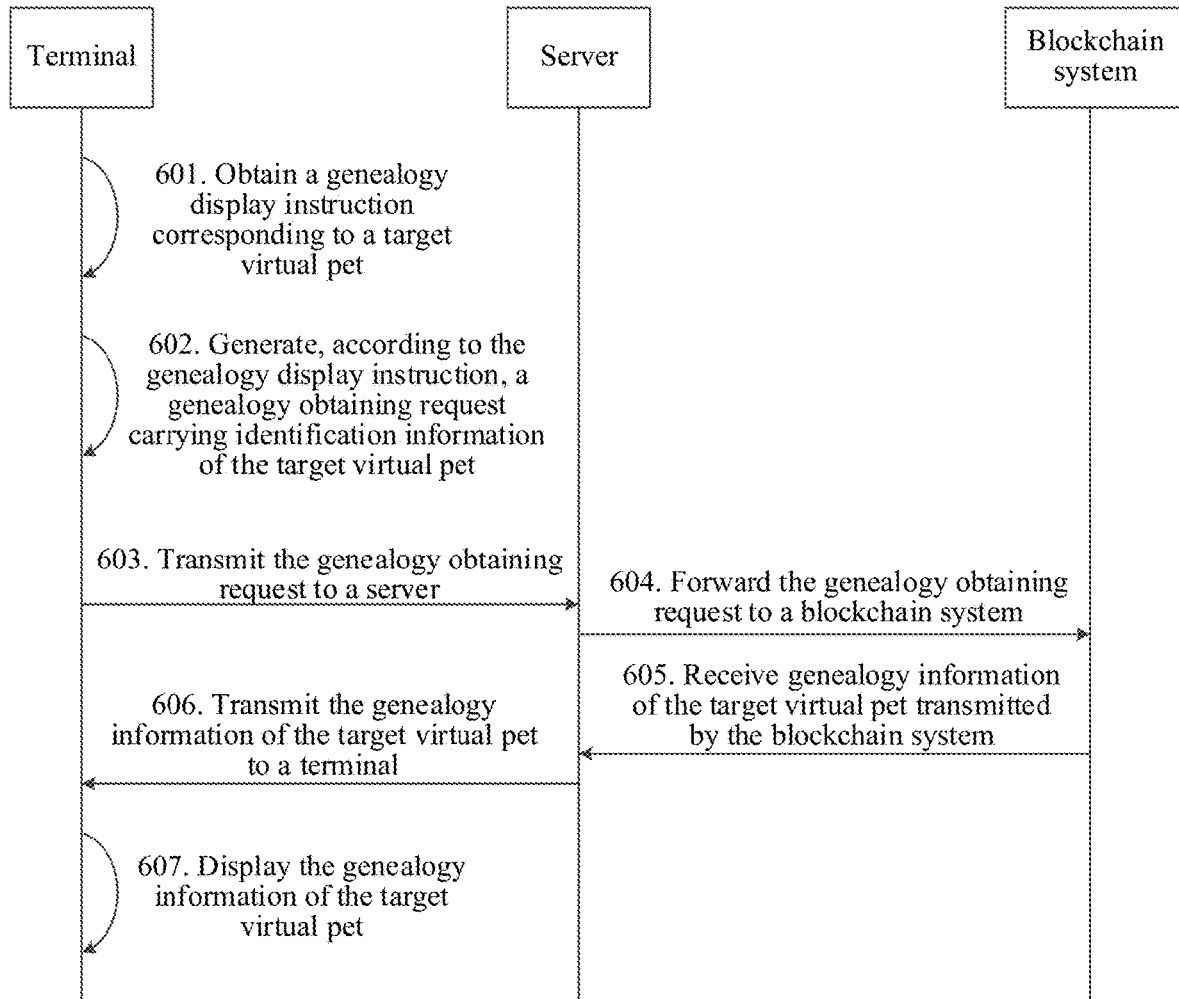 Terminal
Server
Blockchain
system
601. Obtain a genealogy
display instruction
corresponding to a target
virtual pet
602. Generate, according to the
genealogy display instruction, a
genealogy obtaining request
carrying identification information
of the target virtual pet
603. Transmit the genealogy obtaining
request to a server
604. Forward the genealogy obtaining
request to a blockchain system
605. Receive genealogy information
of the target virtual pet transmitted
by the blockchain system
606. Transmit the genealogy
information of the target virtual pet
to a terminal
607. Display the genealogy
information of the target
virtual pet